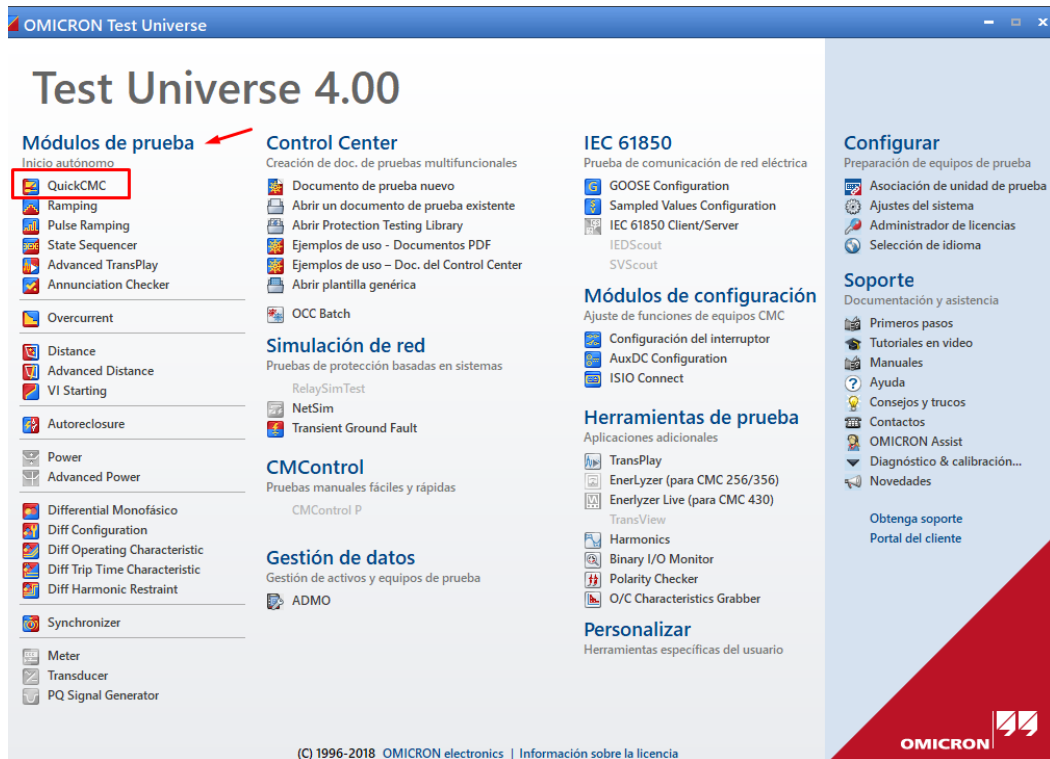 OMICRON Test Universe
Test Universe 4.00
Módulos de prueba
Inicio autónomo
QuickCMC
Ramping
Pulse Ramping
State Sequencer
Advanced TransPlay
Annunciation Checker
Overcurrent
Distance
Advanced Distance
VI Starting
Autoreclosure
Power
Advanced Power
Differential Monofásico
Diff Configuration
Diff Operating Characteristic
Diff Trip Time Characteristic
Diff Harmonic Restraint
Synchronizer
Meter
Transducer
PQ Signal Generator
Control Center
Creación de doc. de pruebas multifuncionales
Documento de prueba nuevo
Abrir un documento de prueba existente
Abrir Protection Testing Library
Ejemplos de uso - Documentos PDF
Ejemplos de uso – Doc. del Control Center
Abrir plantilla genérica
OCC Batch
Simulación de red
Pruebas de protección basadas en sistemas
RelaySimTest
NetSim
Transient Ground Fault
CMControl
Pruebas manuales fáciles y rápidas
CMControl P
Gestión de datos
Gestión de activos y equipos de prueba
ADMO
IEC 61850
Prueba de comunicación de red eléctrica
GOOSE Configuration
Sampled Values Configuration
IEC 61850 Client/Server
IEDScout
SVScout
Módulos de configuración
Ajuste de funciones de equipos CMC
Configuración del interruptor
AuxDC Configuration
ISIO Connect
Herramientas de prueba
Aplicaciones adicionales
TransPlay
EnerLyzer (para CMC 256/356)
Enerlyzer Live (para CMC 430)
TransView
Harmonics
Binary I/O Monitor
Polarity Checker
O/C Characteristics Grabber
Personalizar
Herramientas específicas del usuario
Configurar
Preparación de equipos de prueba
Asociación de unidad de prueba
Ajustes del sistema
Administrador de licencias
Selección de idioma
Soporte
Documentación y asistencia
Primeros pasos
Tutoriales en video
Manuales
Ayuda
Consejos y trucos
Contactos
OMICRON Assist
Diagnóstico & calibración...
Novedades
Obtenga soporte
Portal del cliente
OMICRON
(C) 1996-2018 OMICRON electronics | Información sobre la licencia